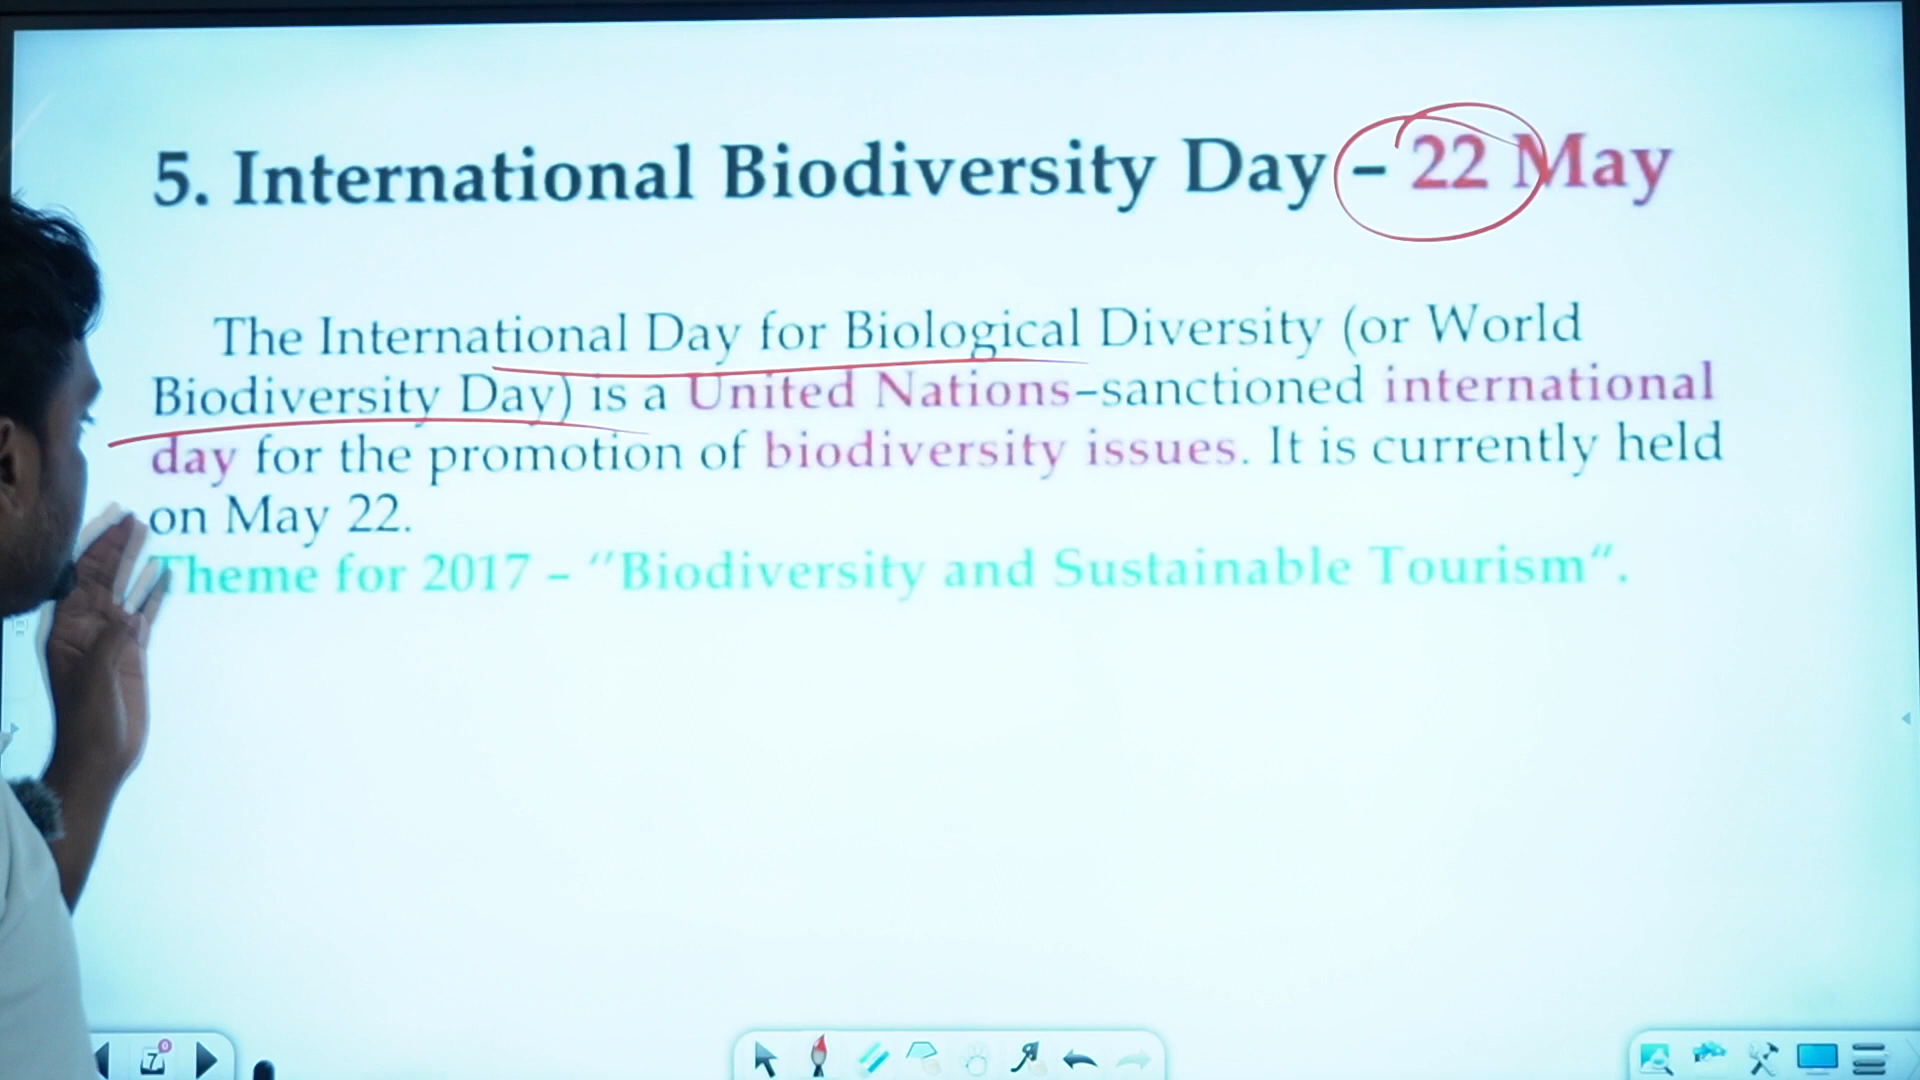 5. International Biodiversity Day – 22 May
The International Day for Biological Diversity (or World
Biodiversity Day) is a United Nations–sanctioned international
day for the promotion of biodiversity issues. It is currently held
on May 22.
Theme for 2017 – “Biodiversity and Sustainable Tourism”.
7
0